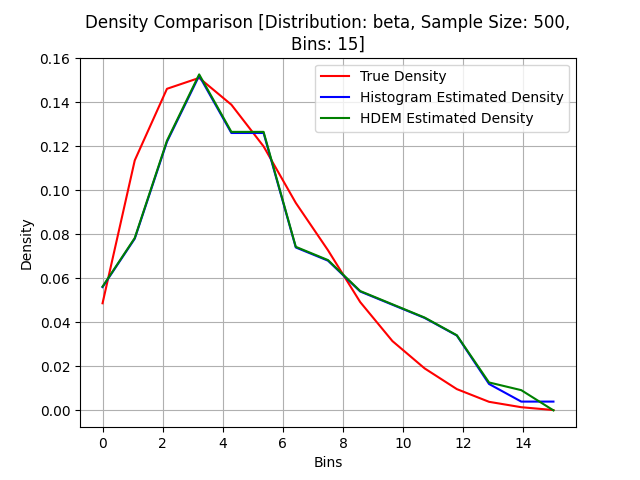 Density Comparison [Distribution: beta, Sample Size: 500,
Bins: 15]
True Density
Histogram Estimated Density
HDEM Estimated Density
Density
0.16
0.14
0.12
0.10
0.08
0.06
0.04
0.02
0.00
0 2 4 6 8 10 12 14
Bins